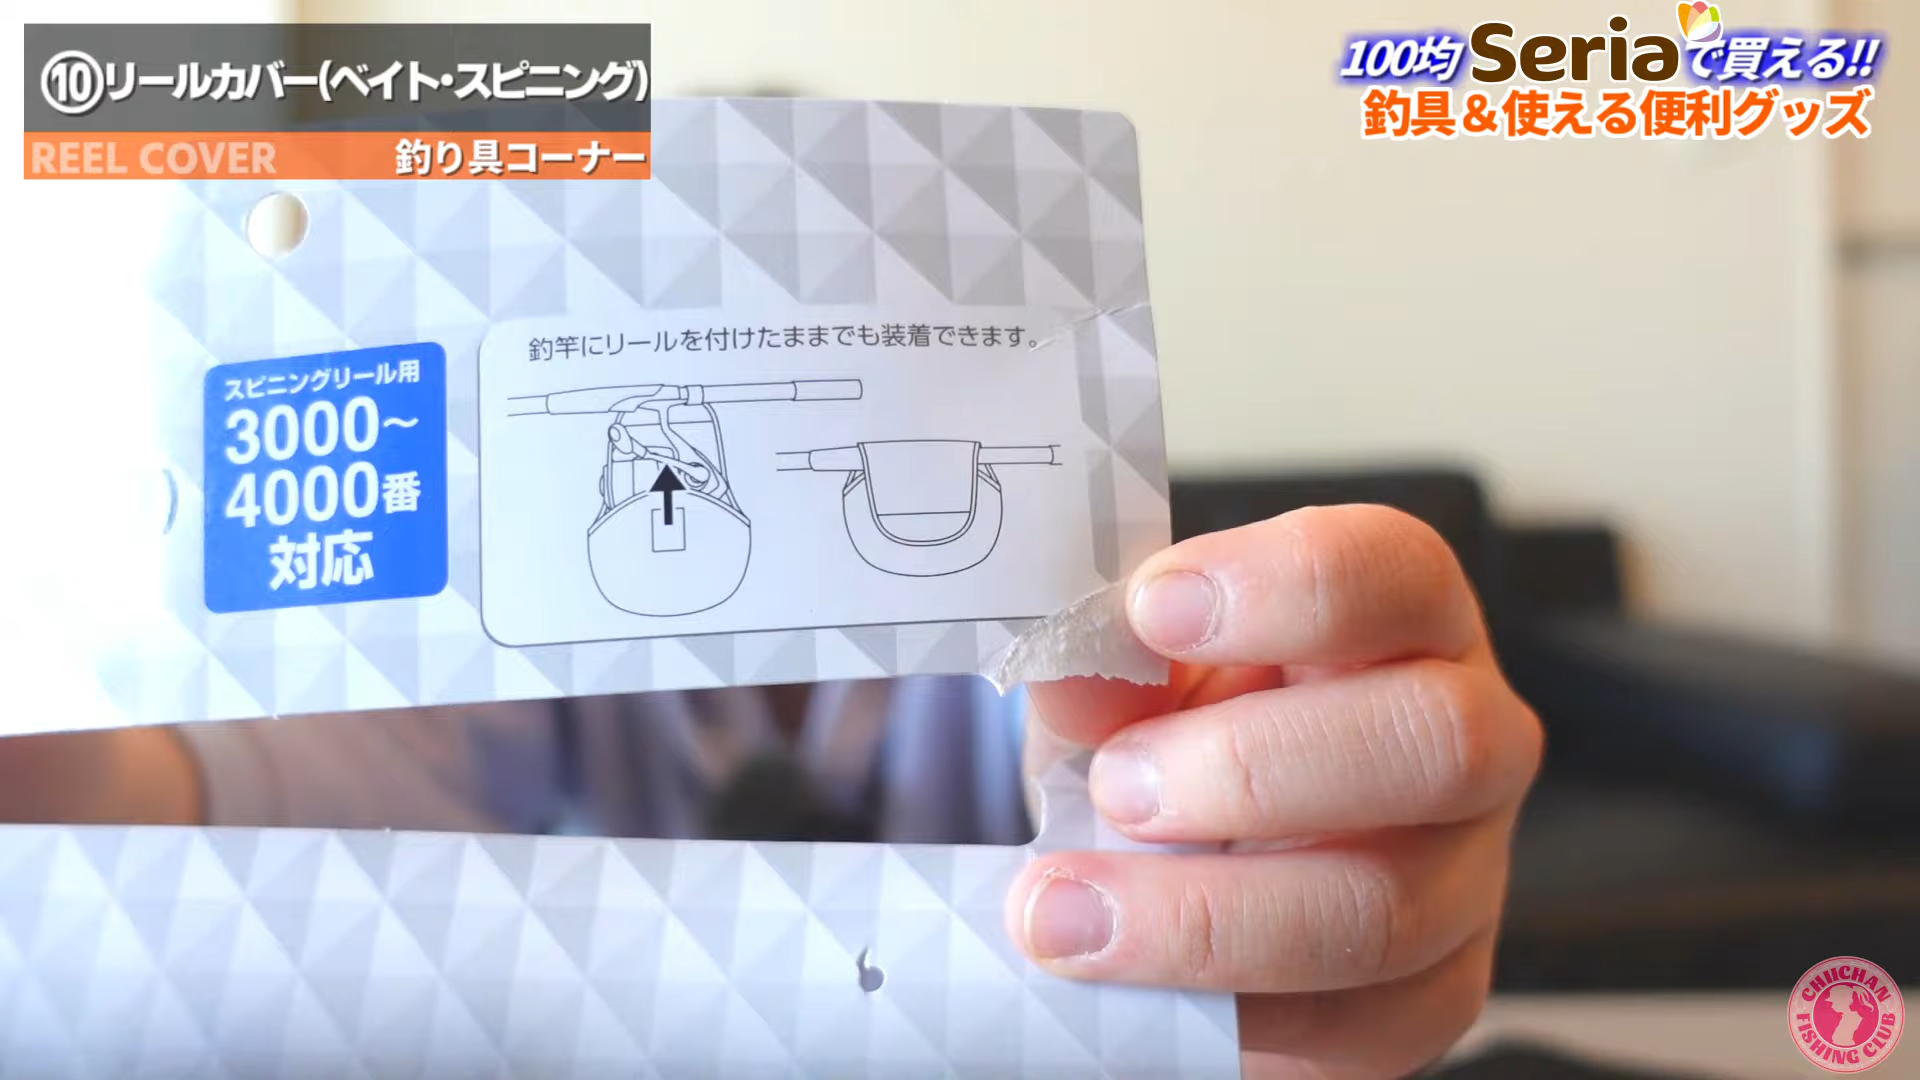 ⑩リールカバー(ベイト・スピニング)
REEL COVER
釣り具コーナー
100均Seriaで買える!!
釣具&使える便利グッズ
釣竿にリールを付けたままでも装着できます。
スピニングリール用
3000〜
4000番
対応
CHIICHAN
FISHING CLUB